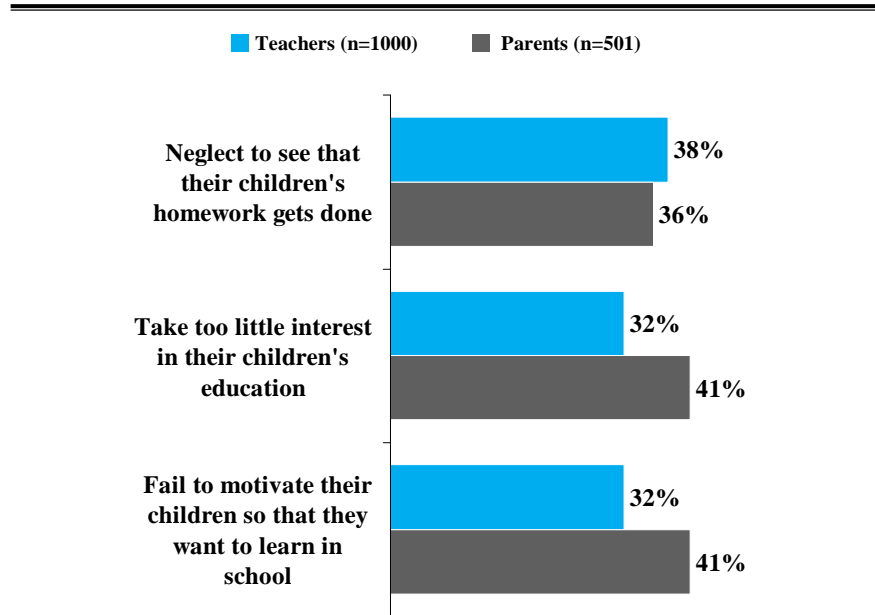 Teachers (n=1000) Parents (n=501)
Neglect to see that
their children's
homework gets done
38%
36%
Take too little interest
in their children's
education
32%
41%
Fail to motivate their
children so that they
want to learn in
school
32%
41%